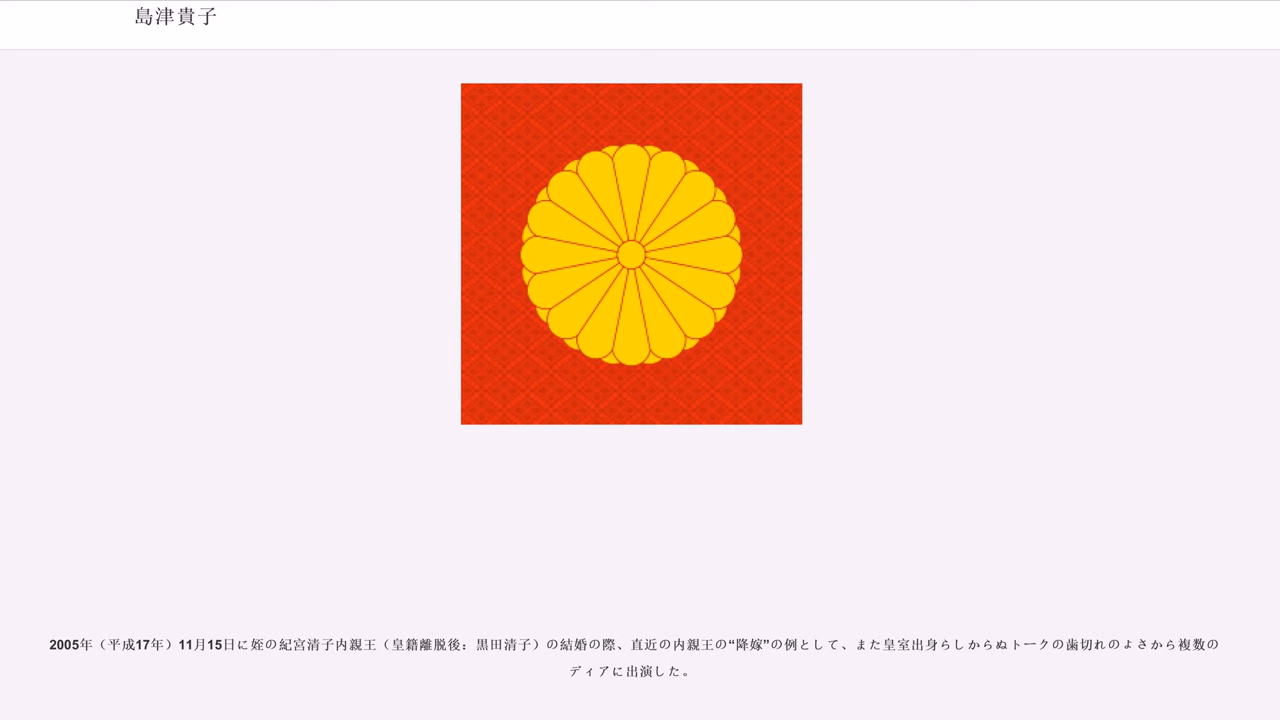 島津貴子
2005年（平成17年）11月15日に姪の紀宮清子内親王（皇籍離脱後：黒田清子）の結婚の際、直近の内親王の“降嫁”の例として、また皇室出身らしからぬトークの歯切れのよさから複数の
ディアに出演した。